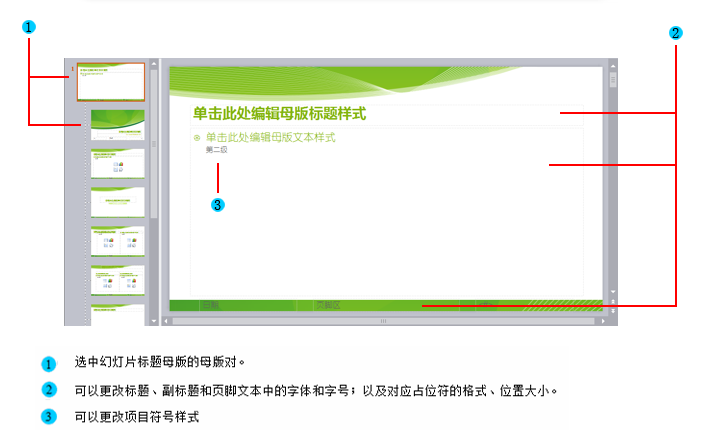 1
2
1
单击此处编辑母版标题样式
单击此处编辑母版文本样式
第二级
3
页脚区
1 选中幻灯片标题母版的母版对。
2 可以更改标题、副标题和页脚文本中的字体和字号；以及对应占位符的格式、位置大小。
3 可以更改项目符号样式